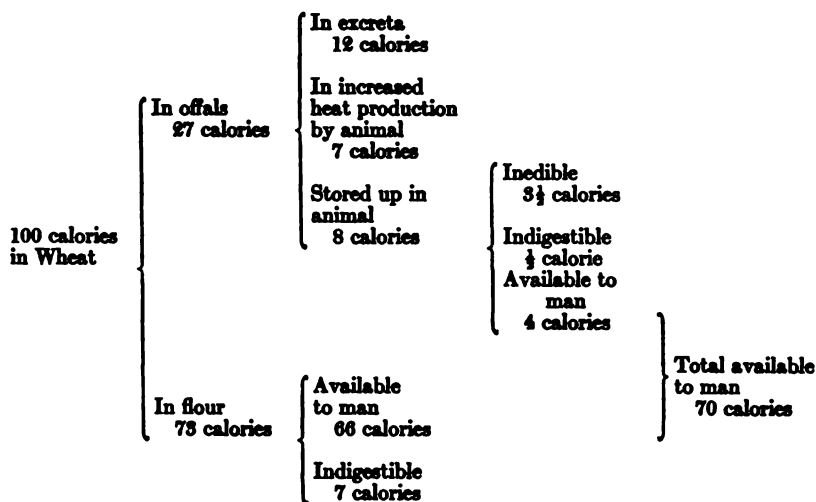 In excreta
12 calories
In increased
heat production
by animal
7 calories
In offals
27 calories
Stored up in
animal
8 calories
Inedible
3½ calories
Indigestible
½ calorie
Available to
man
4 calories
100 calories
in Wheat
In flour
73 calories
Available
to man
66 calories
Indigestible
7 calories
Total available
to man
70 calories